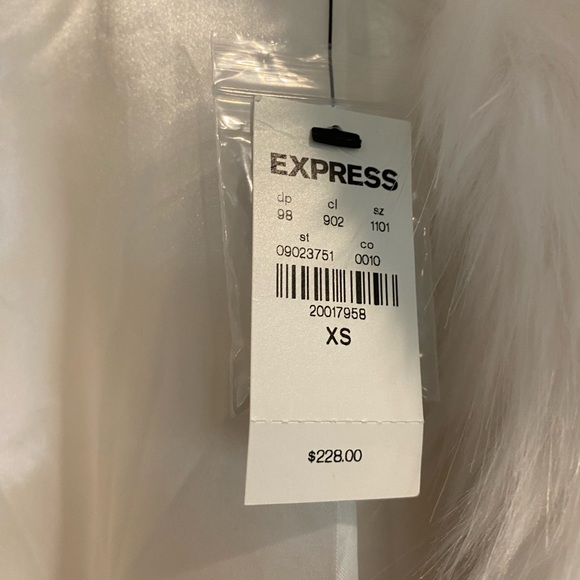 EXPRESS
dp cl sz
98 902 1101
st co
09023751 0010
20017958
XS
$228.00